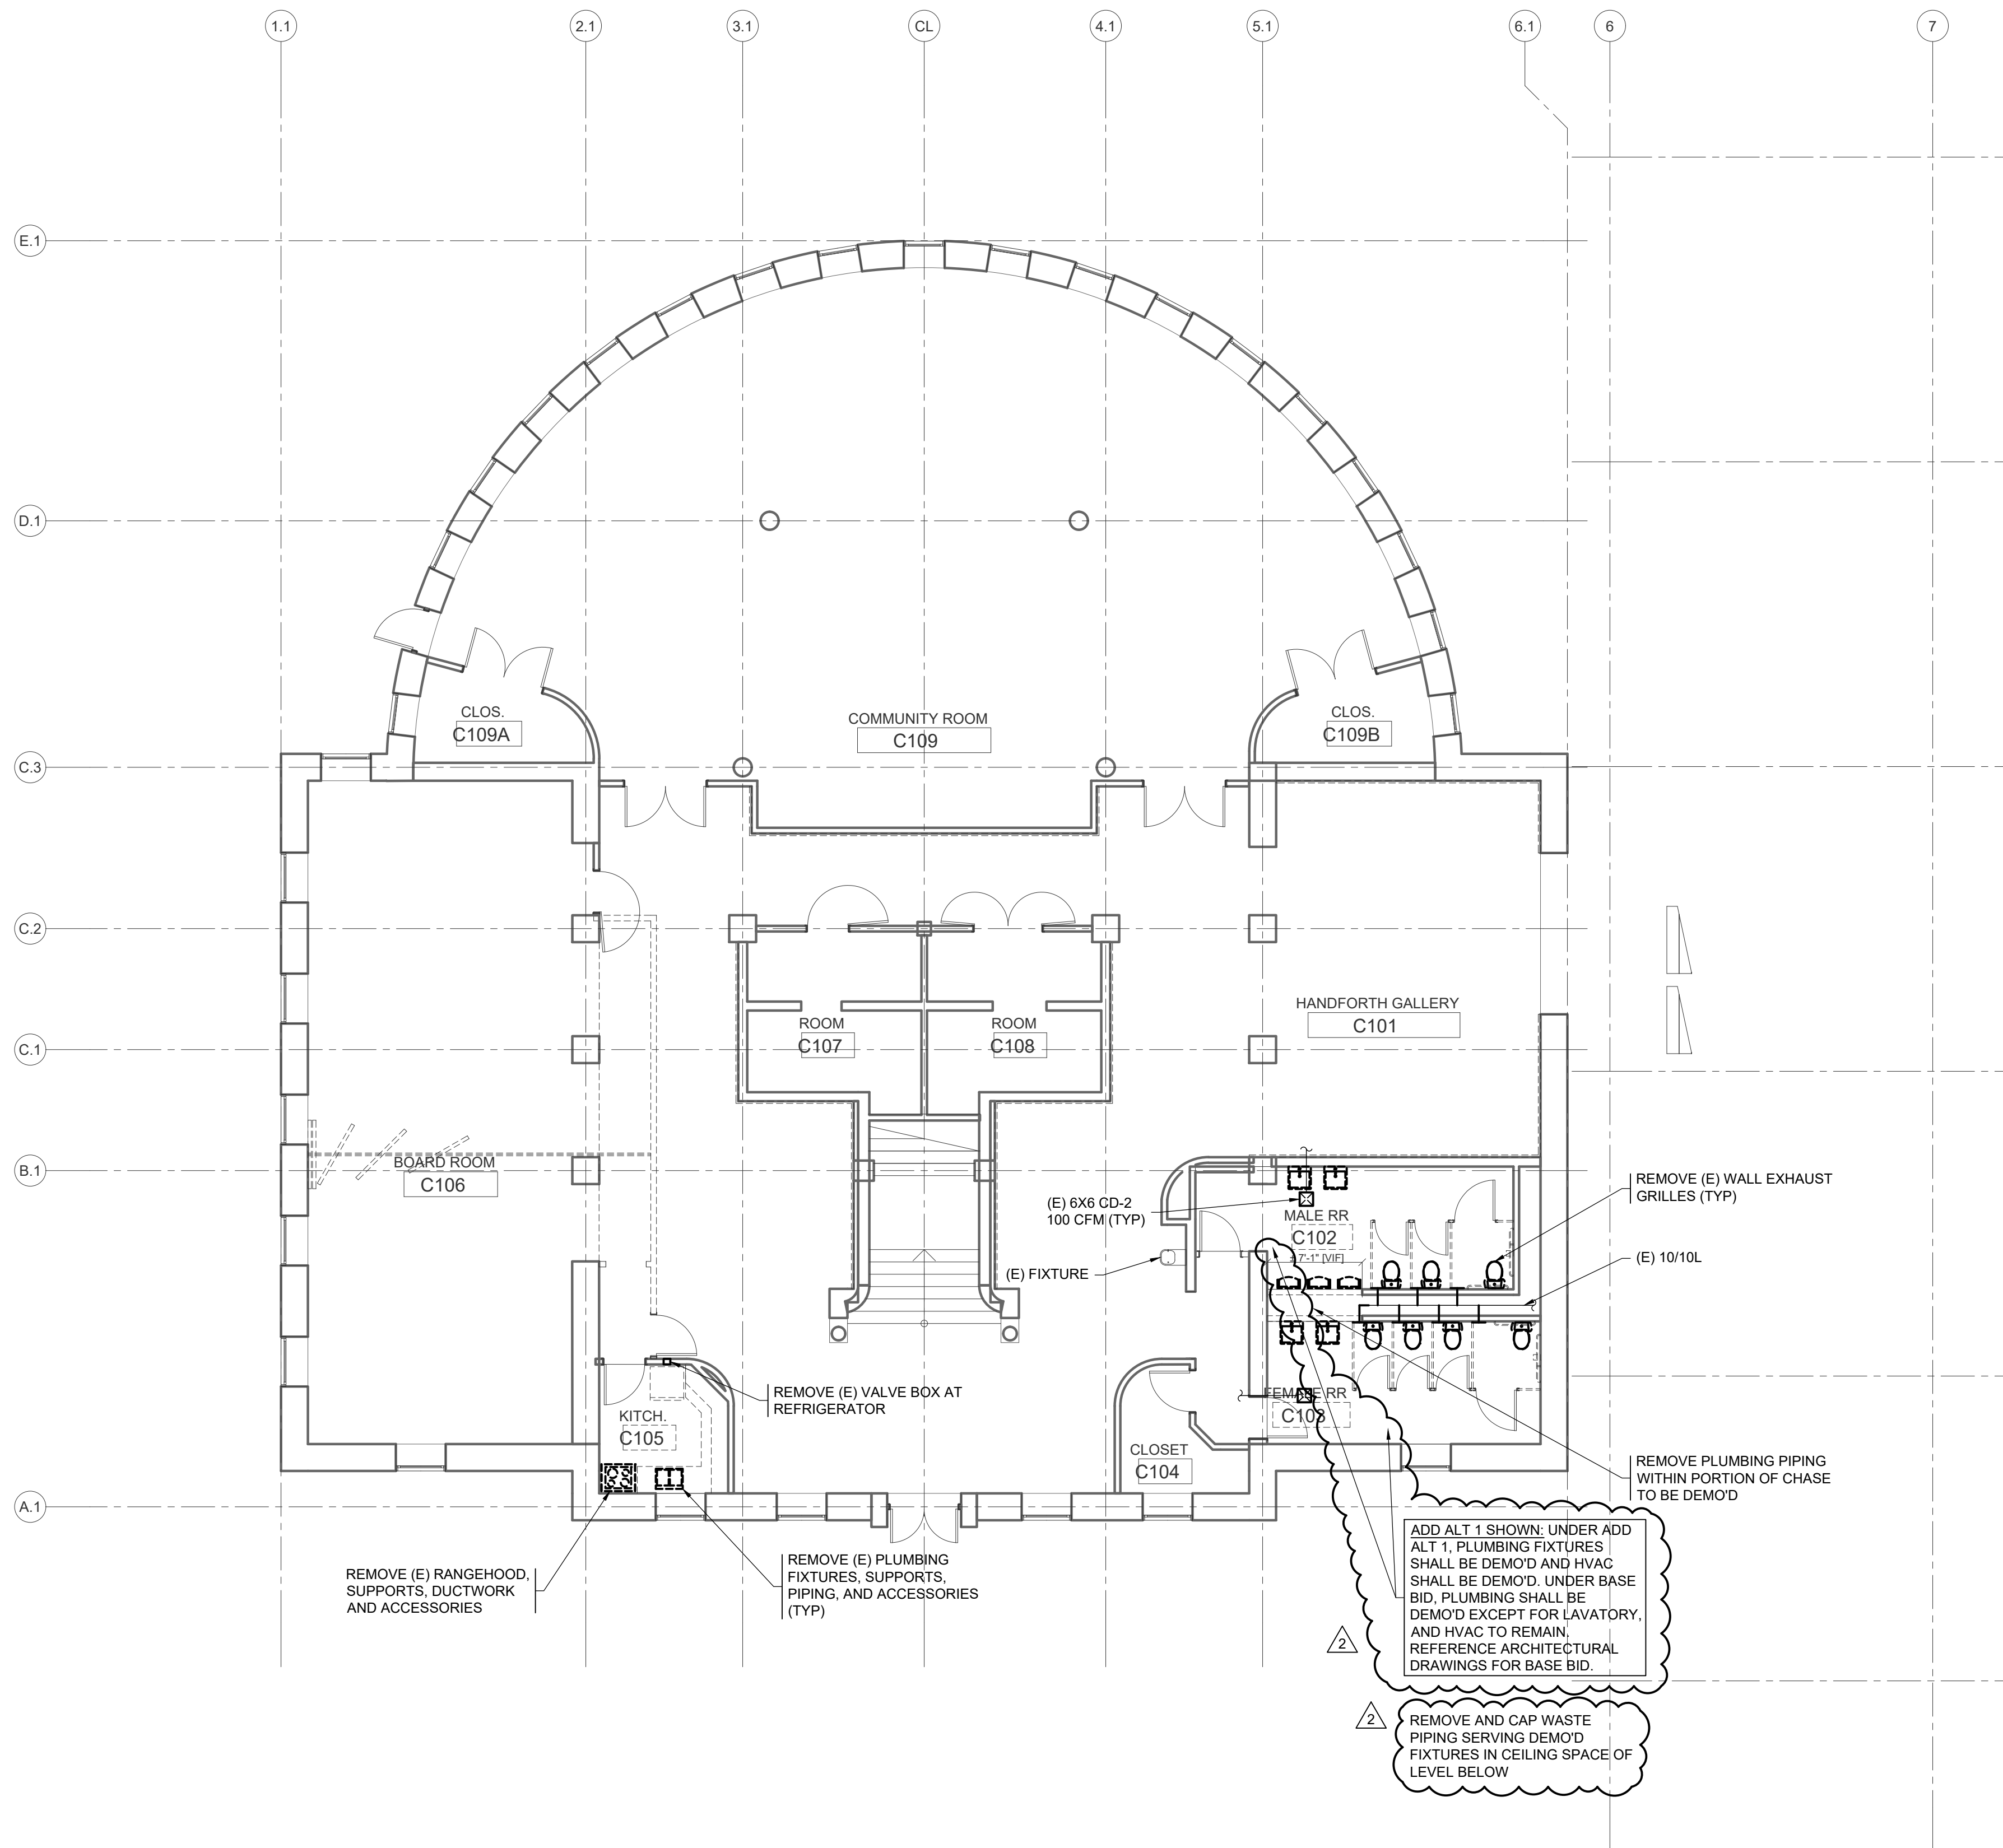 1.1
2.1
3.1
CL
4.1
5.1
6.1
6
7
E.1
D.1
C.3
C.2
C.1
B.1
A.1
CLOS.
C109A
COMMUNITY ROOM
C109
CLOS.
C109B
HANDFORTH GALLERY
C101
ROOM
C107
ROOM
C108
BOARD ROOM
C106
(E) 6X6 CD-2
100 CFM (TYP)
MALE RR
C102
7'-1" [VIF]
REMOVE (E) WALL EXHAUST
GRILLES (TYP)
(E) 10/10L
(E) FIXTURE
REMOVE (E) VALVE BOX AT
REFRIGERATOR
KITCH.
C105
FEMALE RR
C103
CLOSET
C104
REMOVE PLUMBING PIPING
WITHIN PORTION OF CHASE
TO BE DEMO'D
REMOVE (E) RANGEHOOD,
SUPPORTS, DUCTWORK
AND ACCESSORIES
REMOVE (E) PLUMBING
FIXTURES, SUPPORTS,
PIPING, AND ACCESSORIES
(TYP)
ADD ALT 1 SHOWN: UNDER ADD
ALT 1, PLUMBING FIXTURES
SHALL BE DEMO'D AND HVAC
SHALL BE DEMO'D. UNDER BASE
BID, PLUMBING SHALL BE
DEMO'D EXCEPT FOR LAVATORY,
AND HVAC TO REMAIN.
REFERENCE ARCHITECTURAL
DRAWINGS FOR BASE BID.
2
2
REMOVE AND CAP WASTE
PIPING SERVING DEMO'D
FIXTURES IN CEILING SPACE OF
LEVEL BELOW